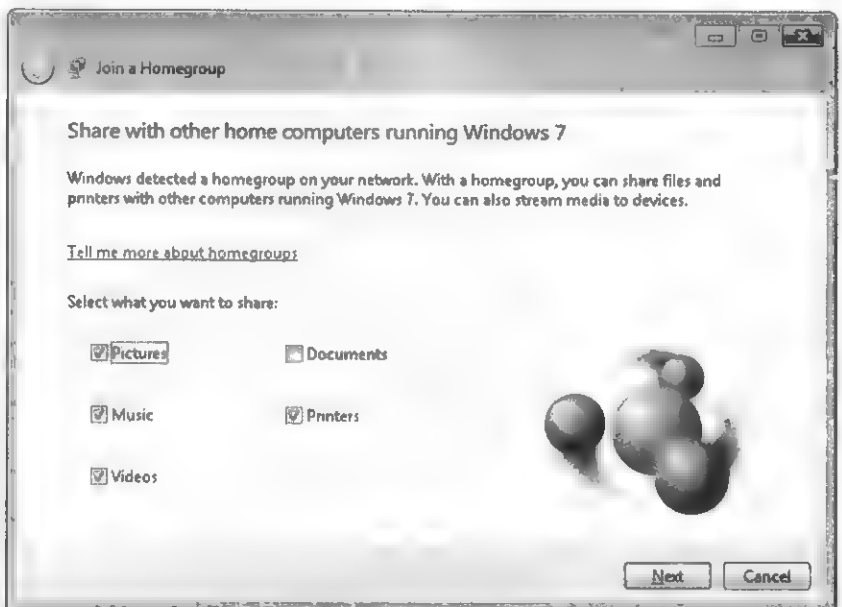 Join a Homegroup
Share with other home computers running Windows 7
Windows detected a homegroup on your network. With a homegroup, you can share files and
printers with other computers running Windows 7. You can also stream media to devices.
Tell me more about homegroups
Select what you want to share:
Pictures
Documents
Music
Printers
Videos
Next
Cancel